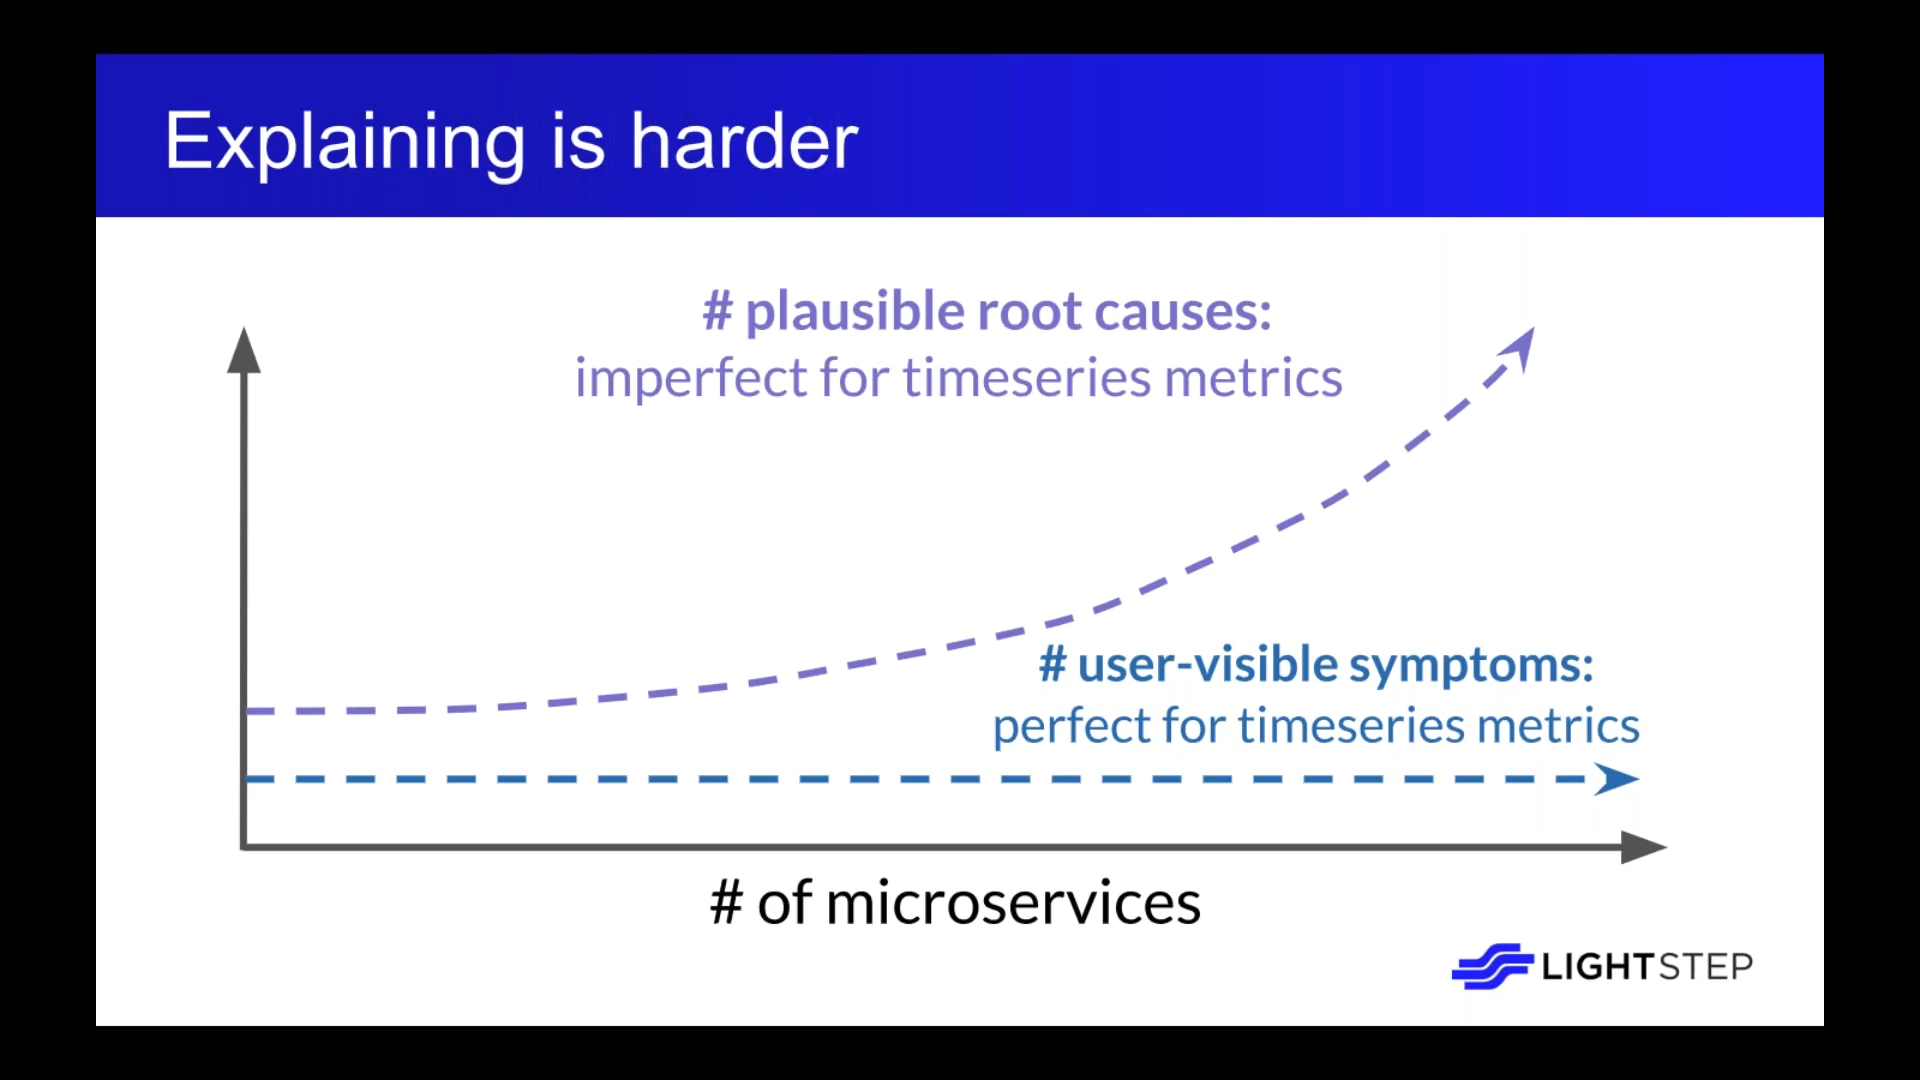 Explaining is harder
# plausible root causes:
imperfect for timeseries metrics
# user-visible symptoms:
perfect for timeseries metrics
# of microservices
LIGHTSTEP